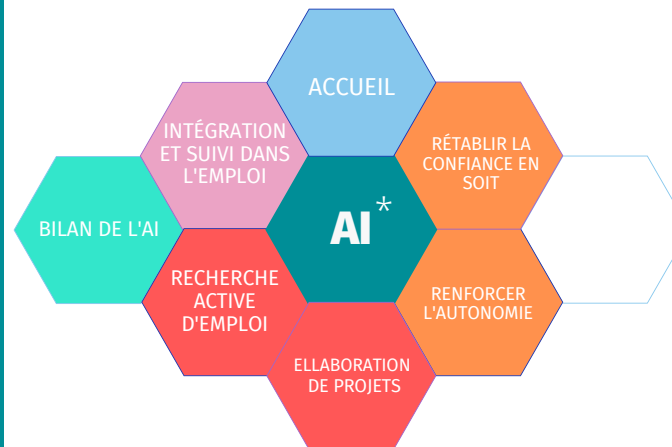 ACCUEIL
INTÉGRATION
ET SUIVI DANS
L'EMPLOI
RÉTABLIR LA
CONFIANCE EN
SOIT
BILAN DE L'AI
AI*
RECHERCHE
ACTIVE
D'EMPLOI
RENFORCER
L'AUTONOMIE
ELLABORATION
DE PROJETS